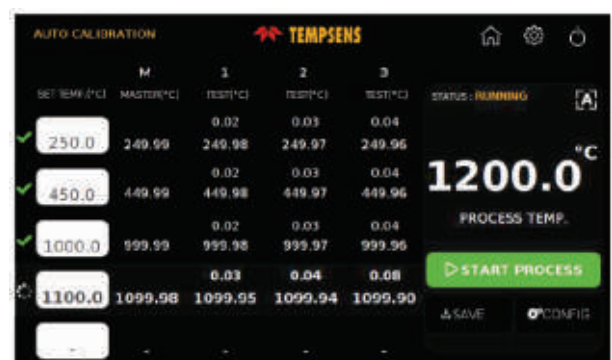 AUTO CALIBRATION
TEMPSENS
M 1 2 3
SET TEMP.(°C) MASTER(°C) TEST(°C) TEST(°C) TEST(°C)
STATUS : RUNNING
[A]
0.02 0.03 0.04
250.0 249.99 249.98 249.97 249.96
0.02 0.03 0.04
450.0 449.99 449.98 449.97 449.96
1200.0 °C
PROCESS TEMP.
0.02 0.03 0.04
1000.0 999.99 999.98 999.97 999.96
START PROCESS
0.03 0.04 0.08
1100.0 1099.98 1099.95 1099.94 1099.90
SAVE CONFIG
- - - - -